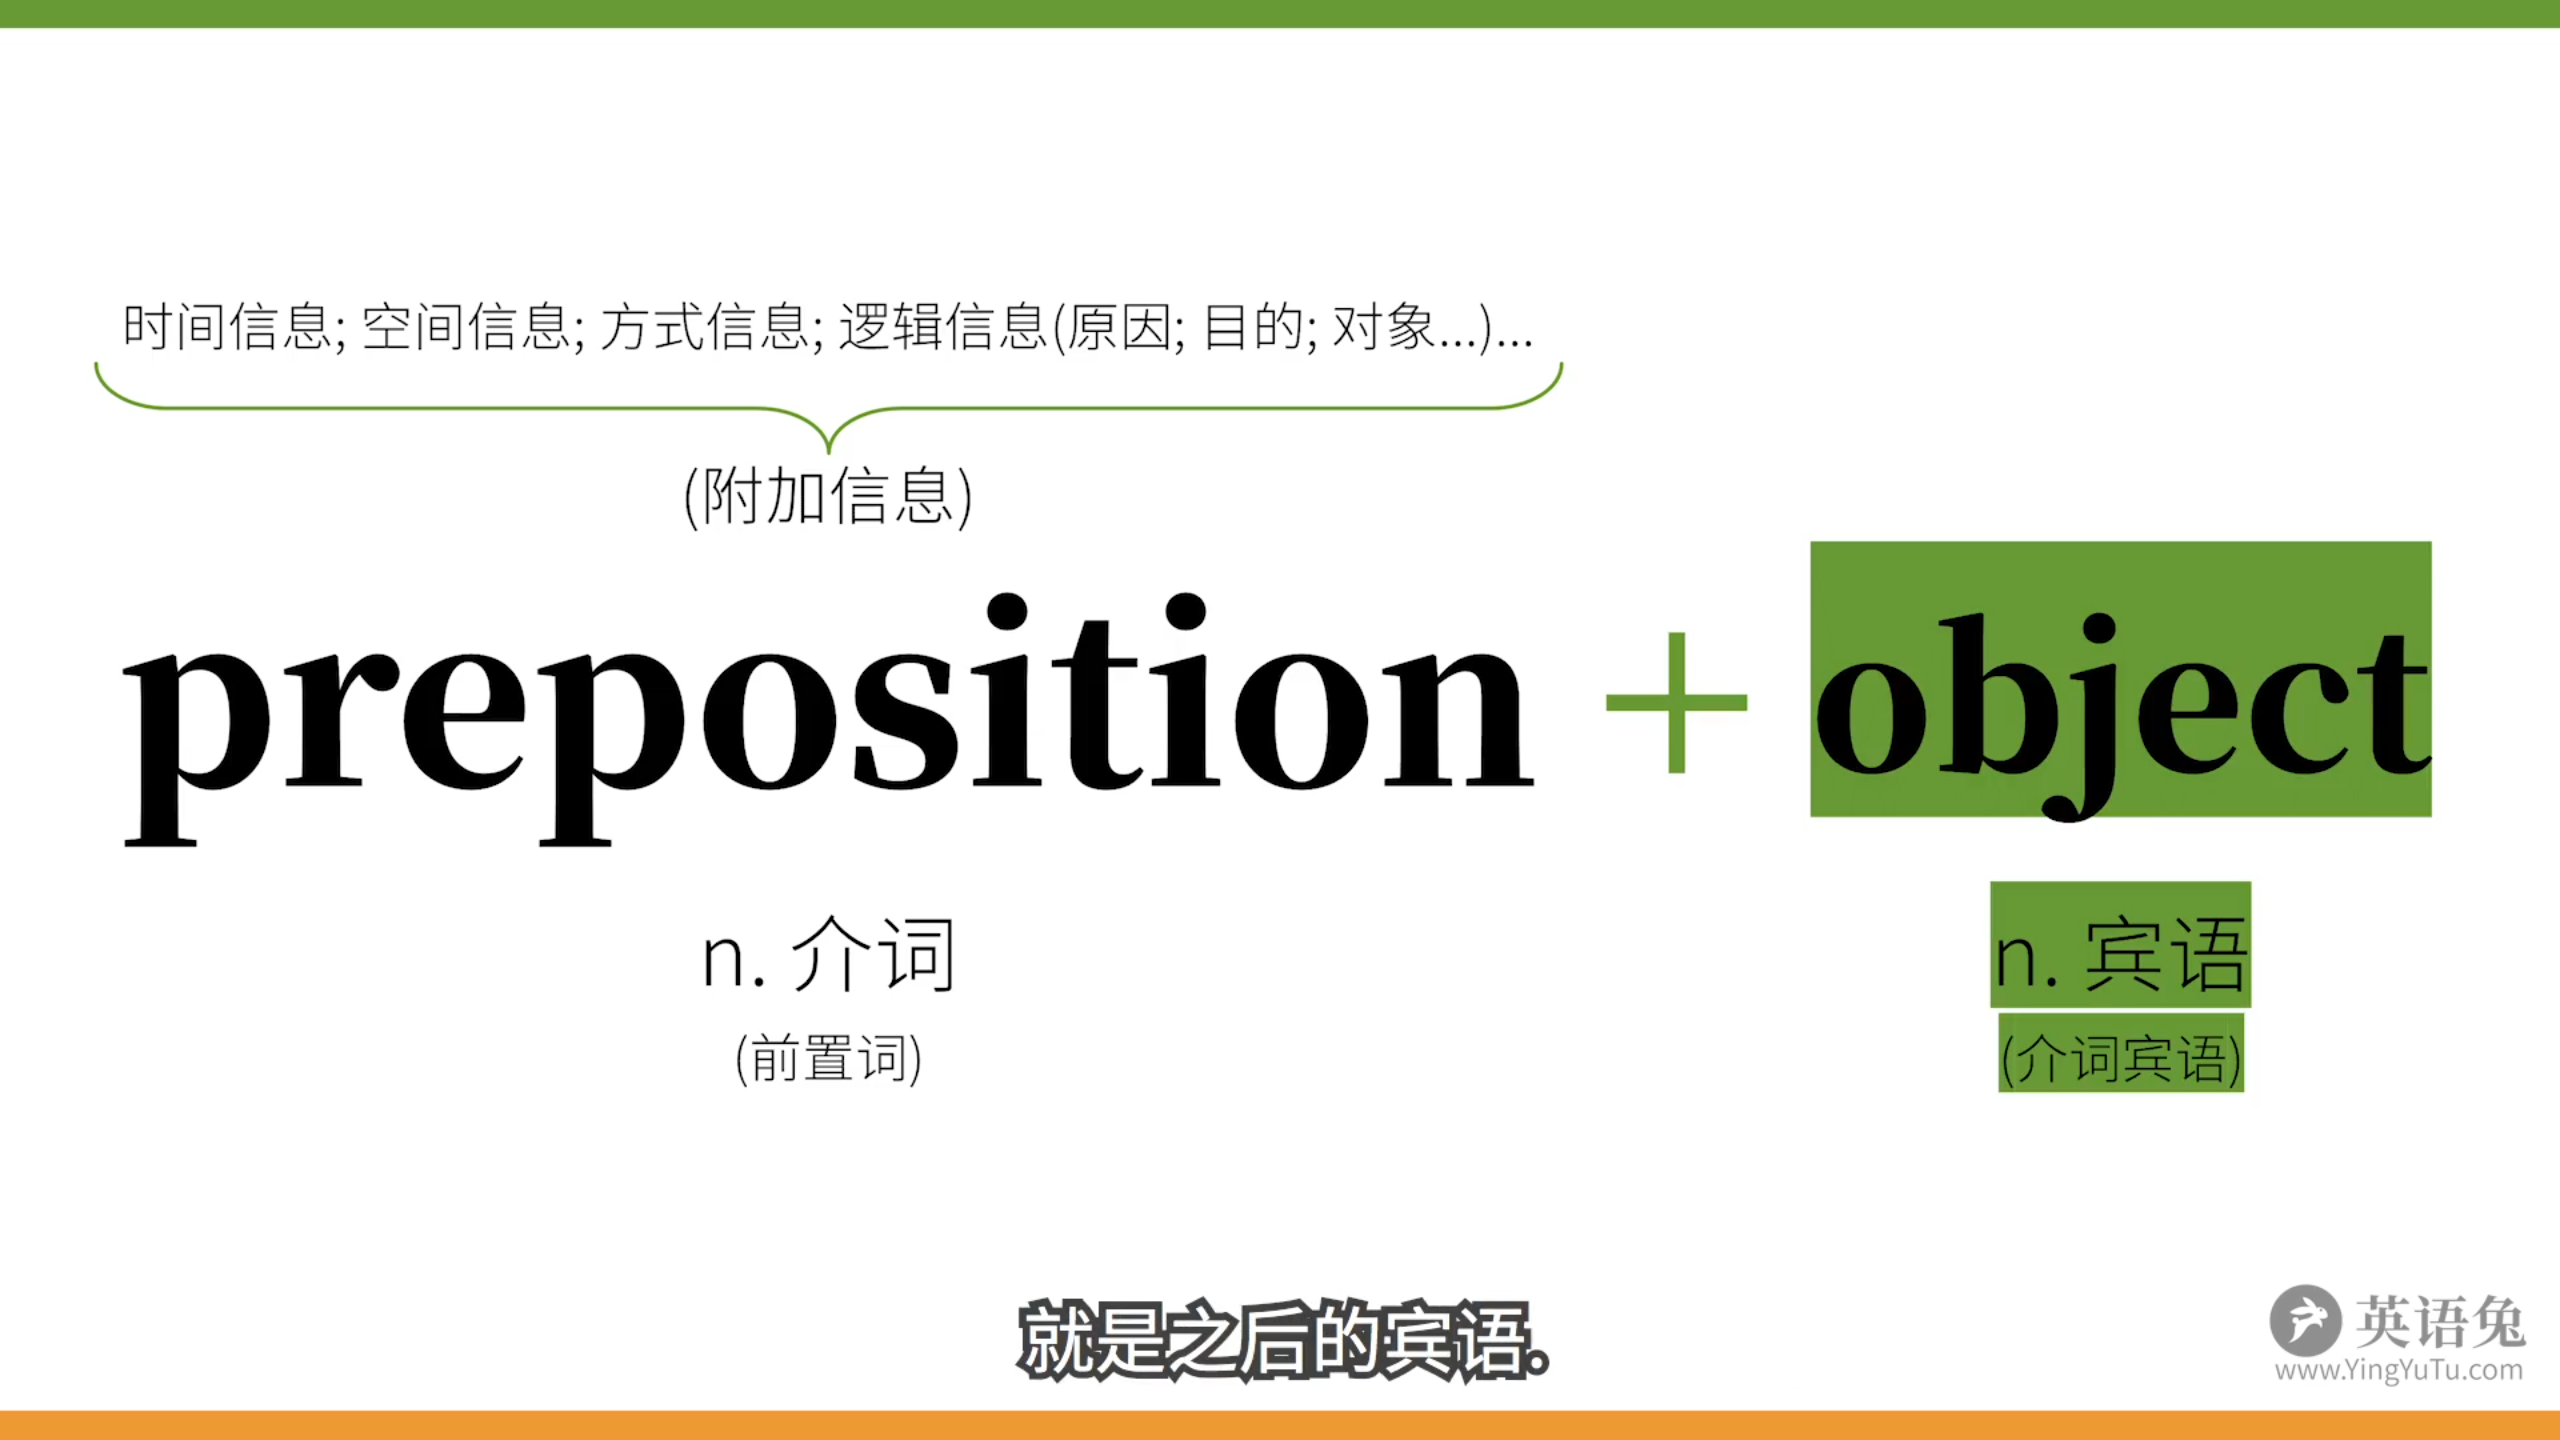 时间信息; 空间信息; 方式信息; 逻辑信息(原因; 目的; 对象...)...
(附加信息)
preposition + object
n. 介词
n. 宾语
(前置词)
(介词宾语)
就是之后的宾语。
英语兔
www.YingYuTu.com